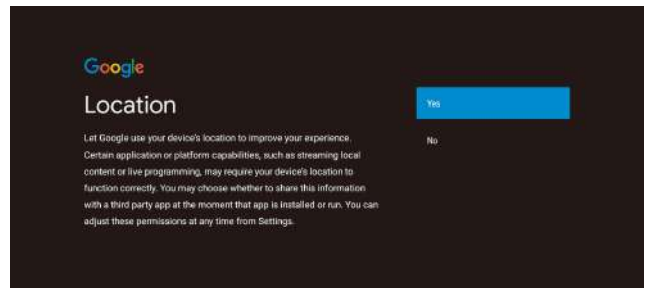 Google
Location
Let Google use your device's location to improve your experience.
Certain application or platform capabilities, such as streaming local
content or live programming, may require your device's location to
function correctly. You may choose whether to share this information
with a third party app at the moment that app is installed or run. You can
adjust these permissions at any time from Settings.
Yes
No